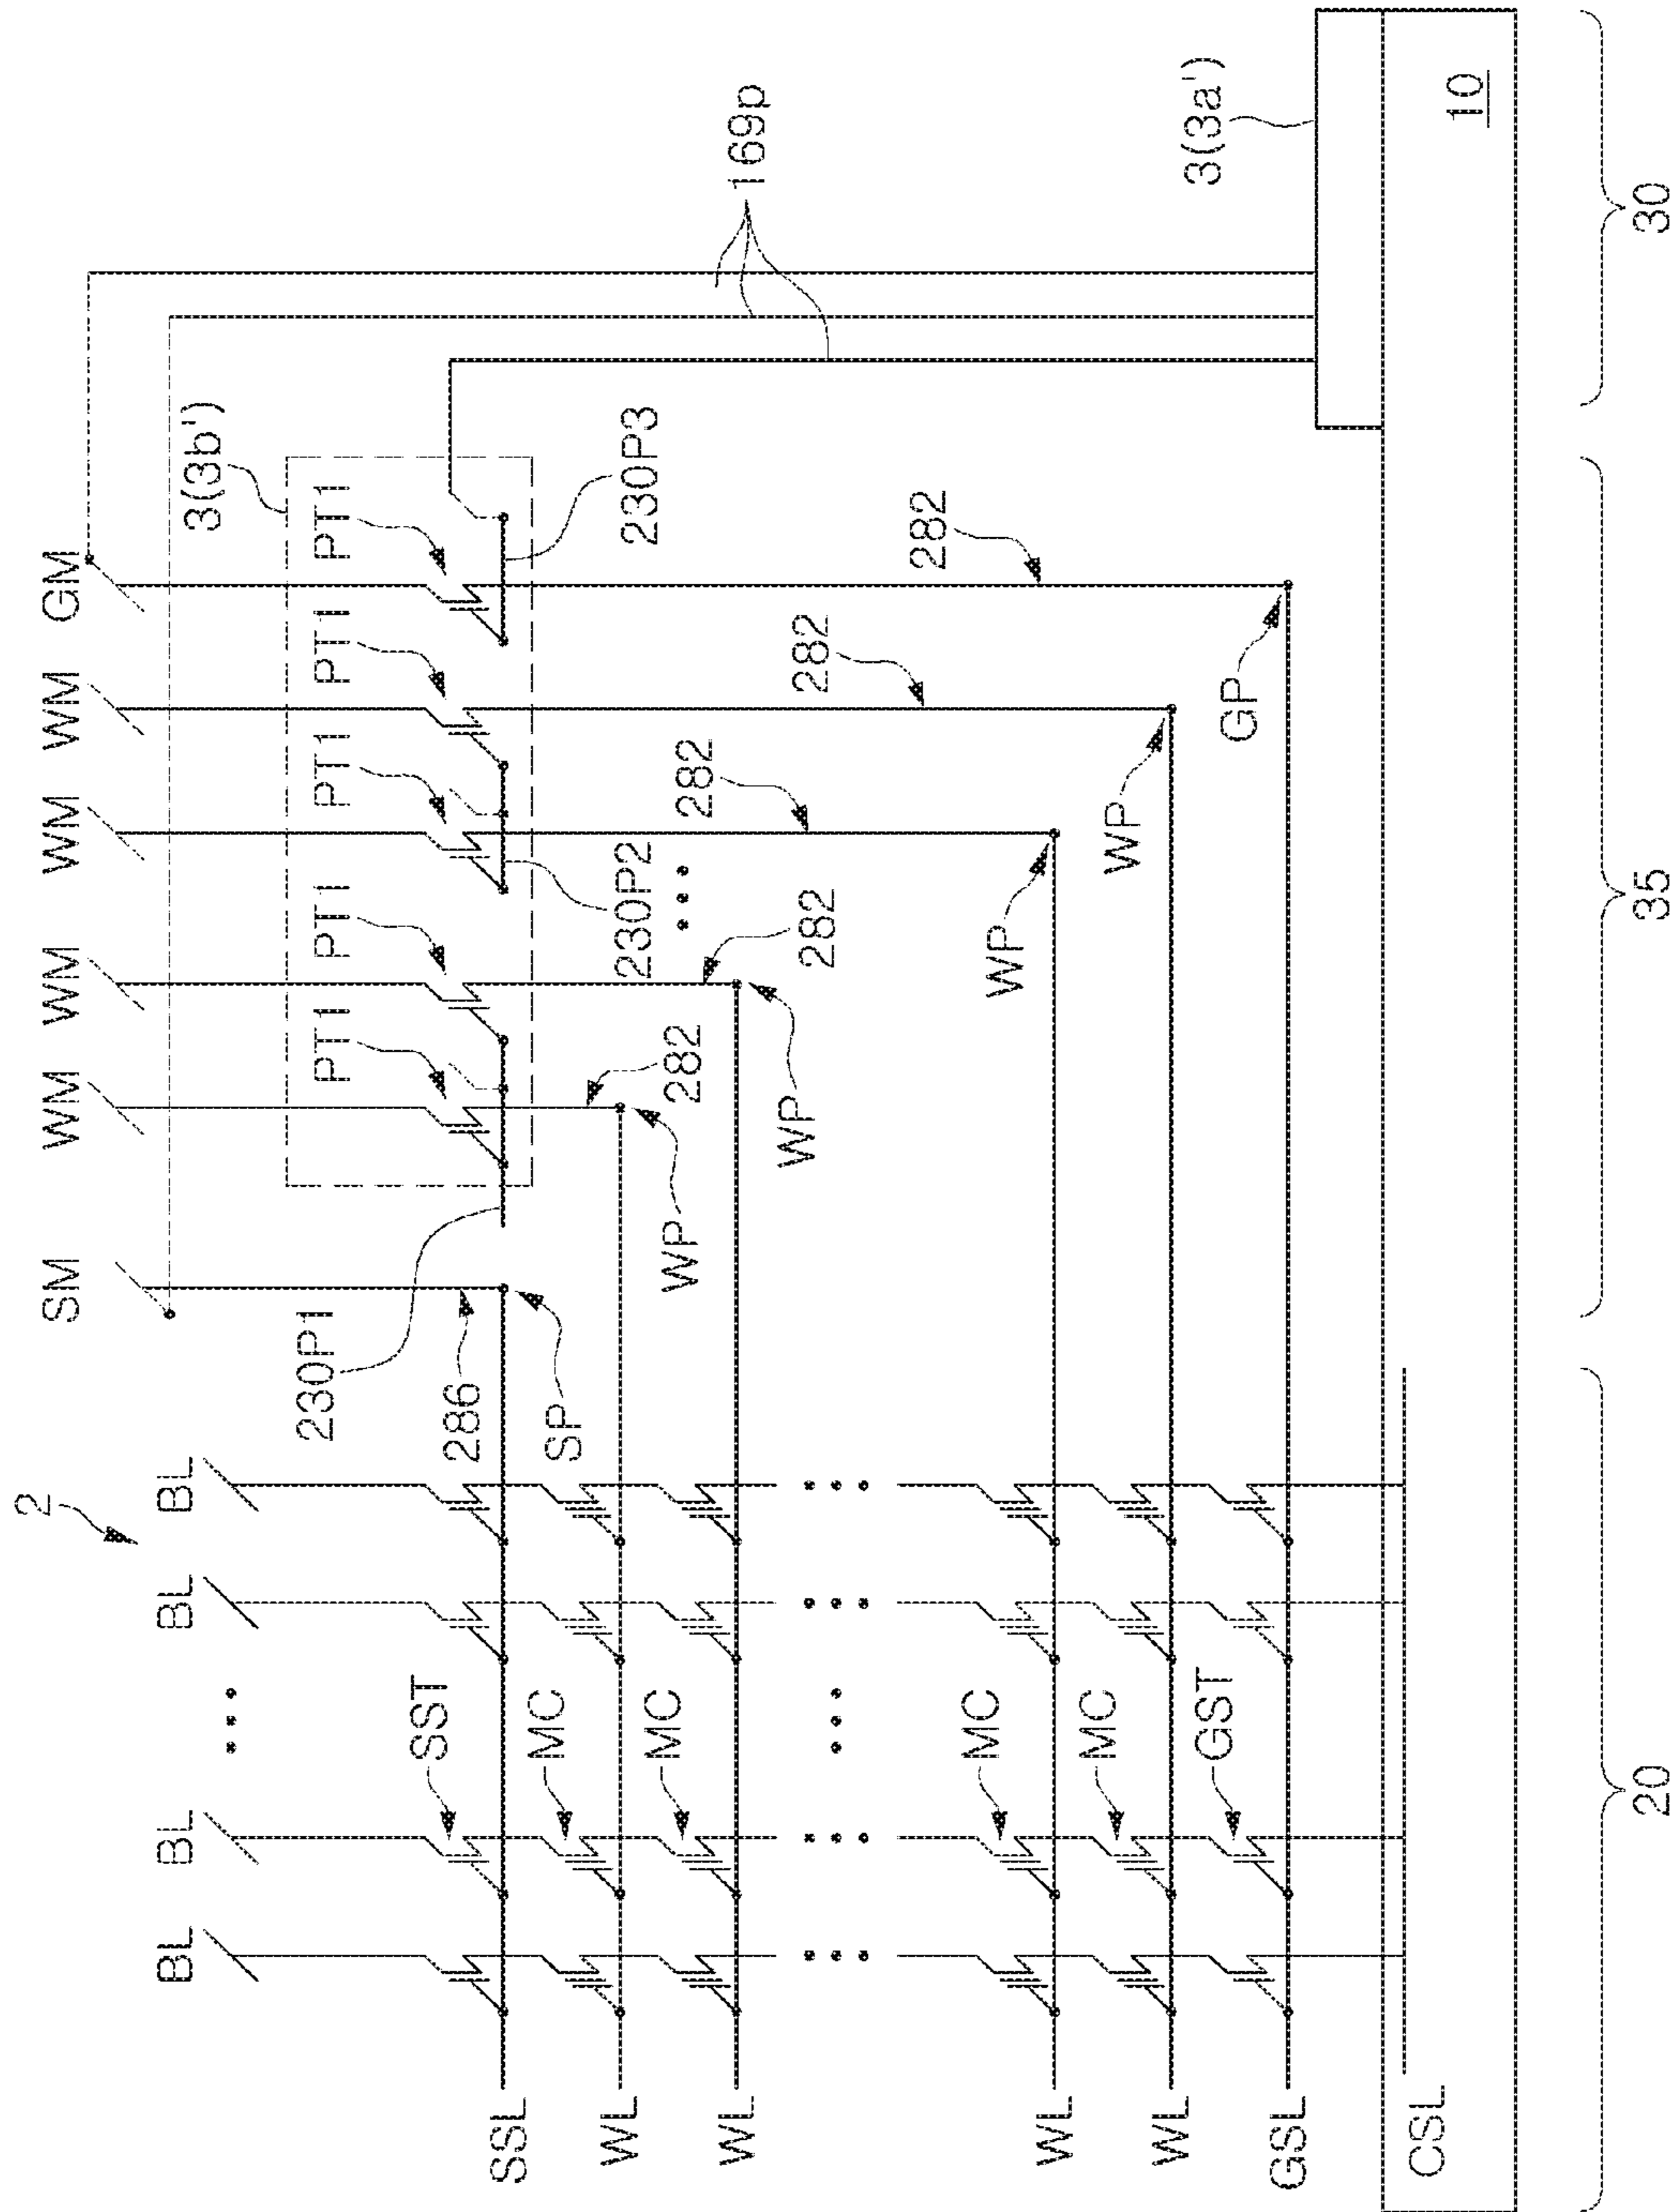 2
BL
BL
...
BL
BL
SM
WM
WM
WM
WM
GM
3(3b')
PT1
PT1
PT1
PT1
PT1
169p
SST
230P1
286
230P2
230P3
SSL
MC
SP
282
282
282
282
282
...
WL
MC
WP
WL
WP
...
...
...
...
MC
WP
WL
MC
WP
WL
GST
GP
GSL
3(3a')
CSL
10
20
35
30